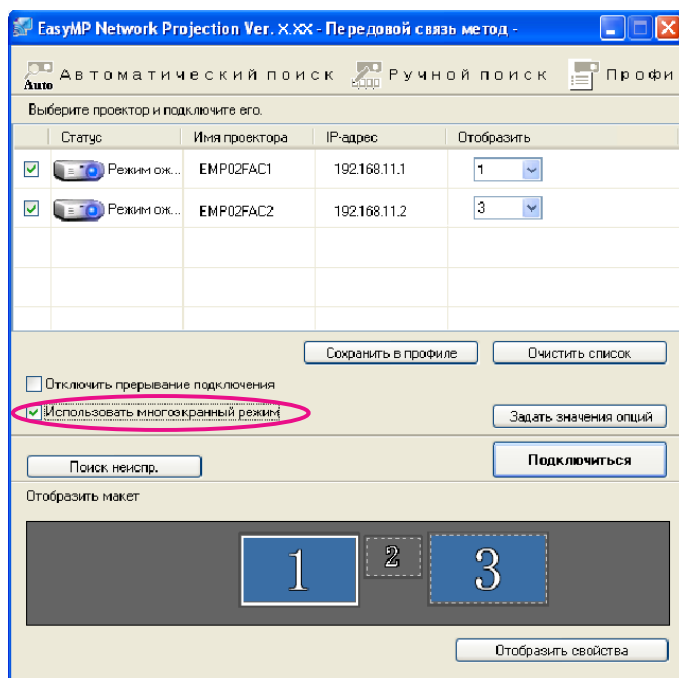 EasyMP Network Projection Ver. X.XX - Передовой связь метод -
Auto Автоматический поиск Ручной поиск Профи
Выберите проектор и подключите его.
Статус Имя проектора IP-адрес Отобразить
Режим ож... EMP02FAC1 192.168.11.1 1
Режим ож... EMP02FAC2 192.168.11.2 3
Сохранить в профиле Очистить список
Отключить прерывание подключения
Использовать многоэкранный режим Задать значения опций
Поиск неиспр. Подключиться
Отобразить макет
1 2 3
Отобразить свойства